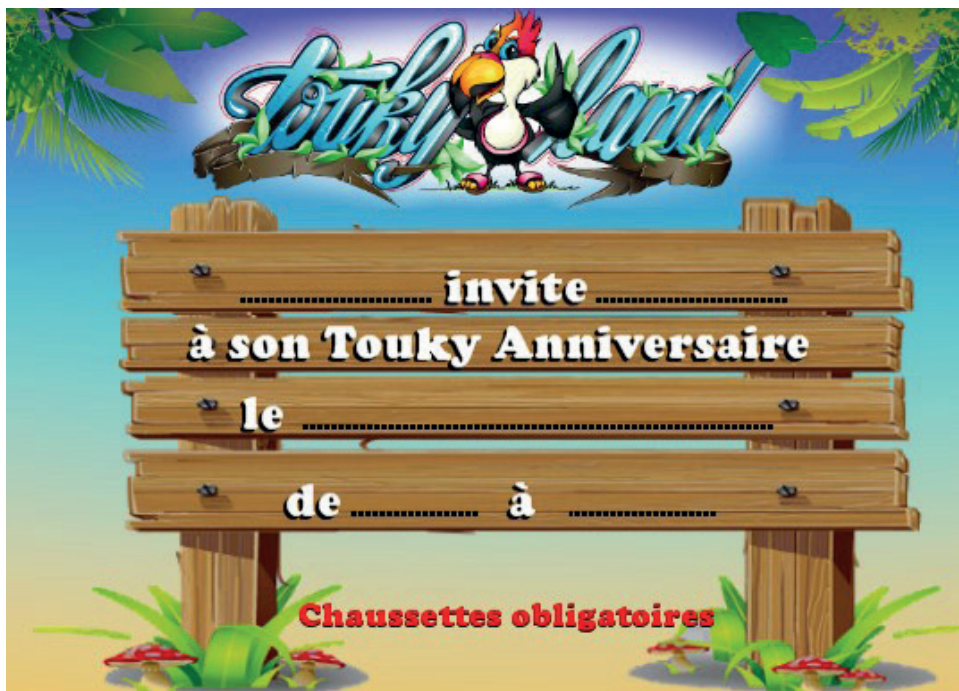 Touky Land
.......................... invite ..........................
à son Touky Anniversaire
le ................................................................
de ................. à ....................
Chaussettes obligatoires